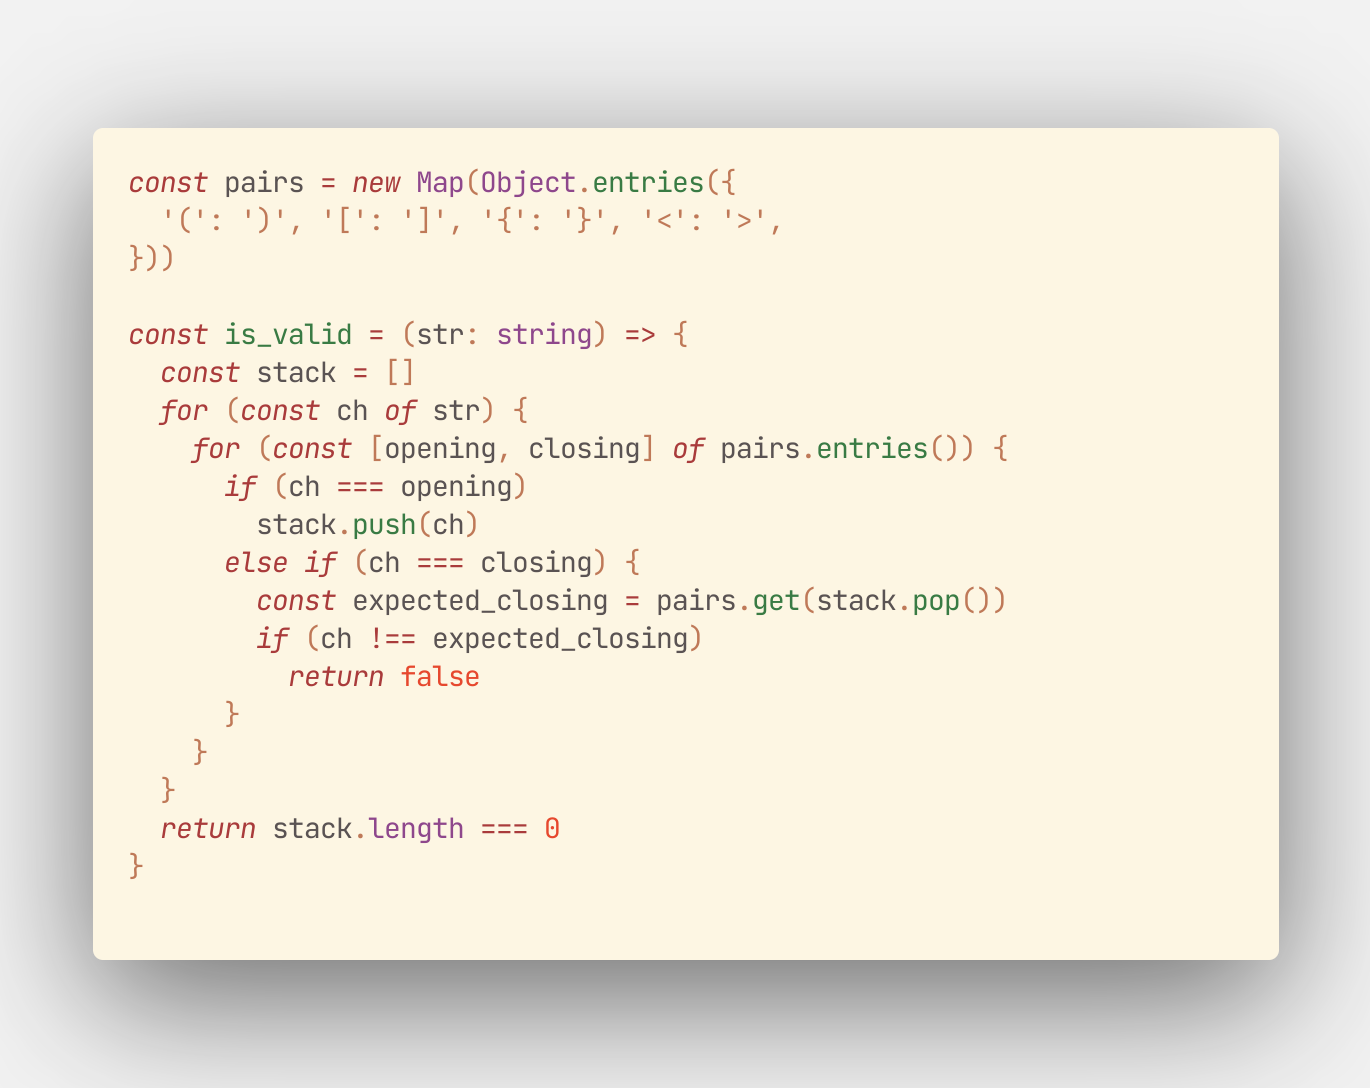 const pairs = new Map(Object.entries({
  '(': ')', '[': ']', '{': '}', '<': '>',
}))

const is_valid = (str: string) => {
  const stack = []
  for (const ch of str) {
    for (const [opening, closing] of pairs.entries()) {
      if (ch === opening)
        stack.push(ch)
      else if (ch === closing) {
        const expected_closing = pairs.get(stack.pop())
        if (ch !== expected_closing)
          return false
      }
    }
  }
  return stack.length === 0
}